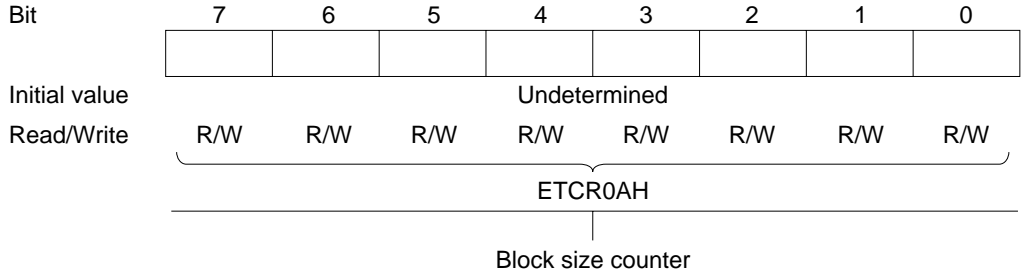 Bit 7 6 5 4 3 2 1 0
Initial value Undetermined
Read/Write R/W R/W R/W R/W R/W R/W R/W R/W
ETCR0AH
Block size counter